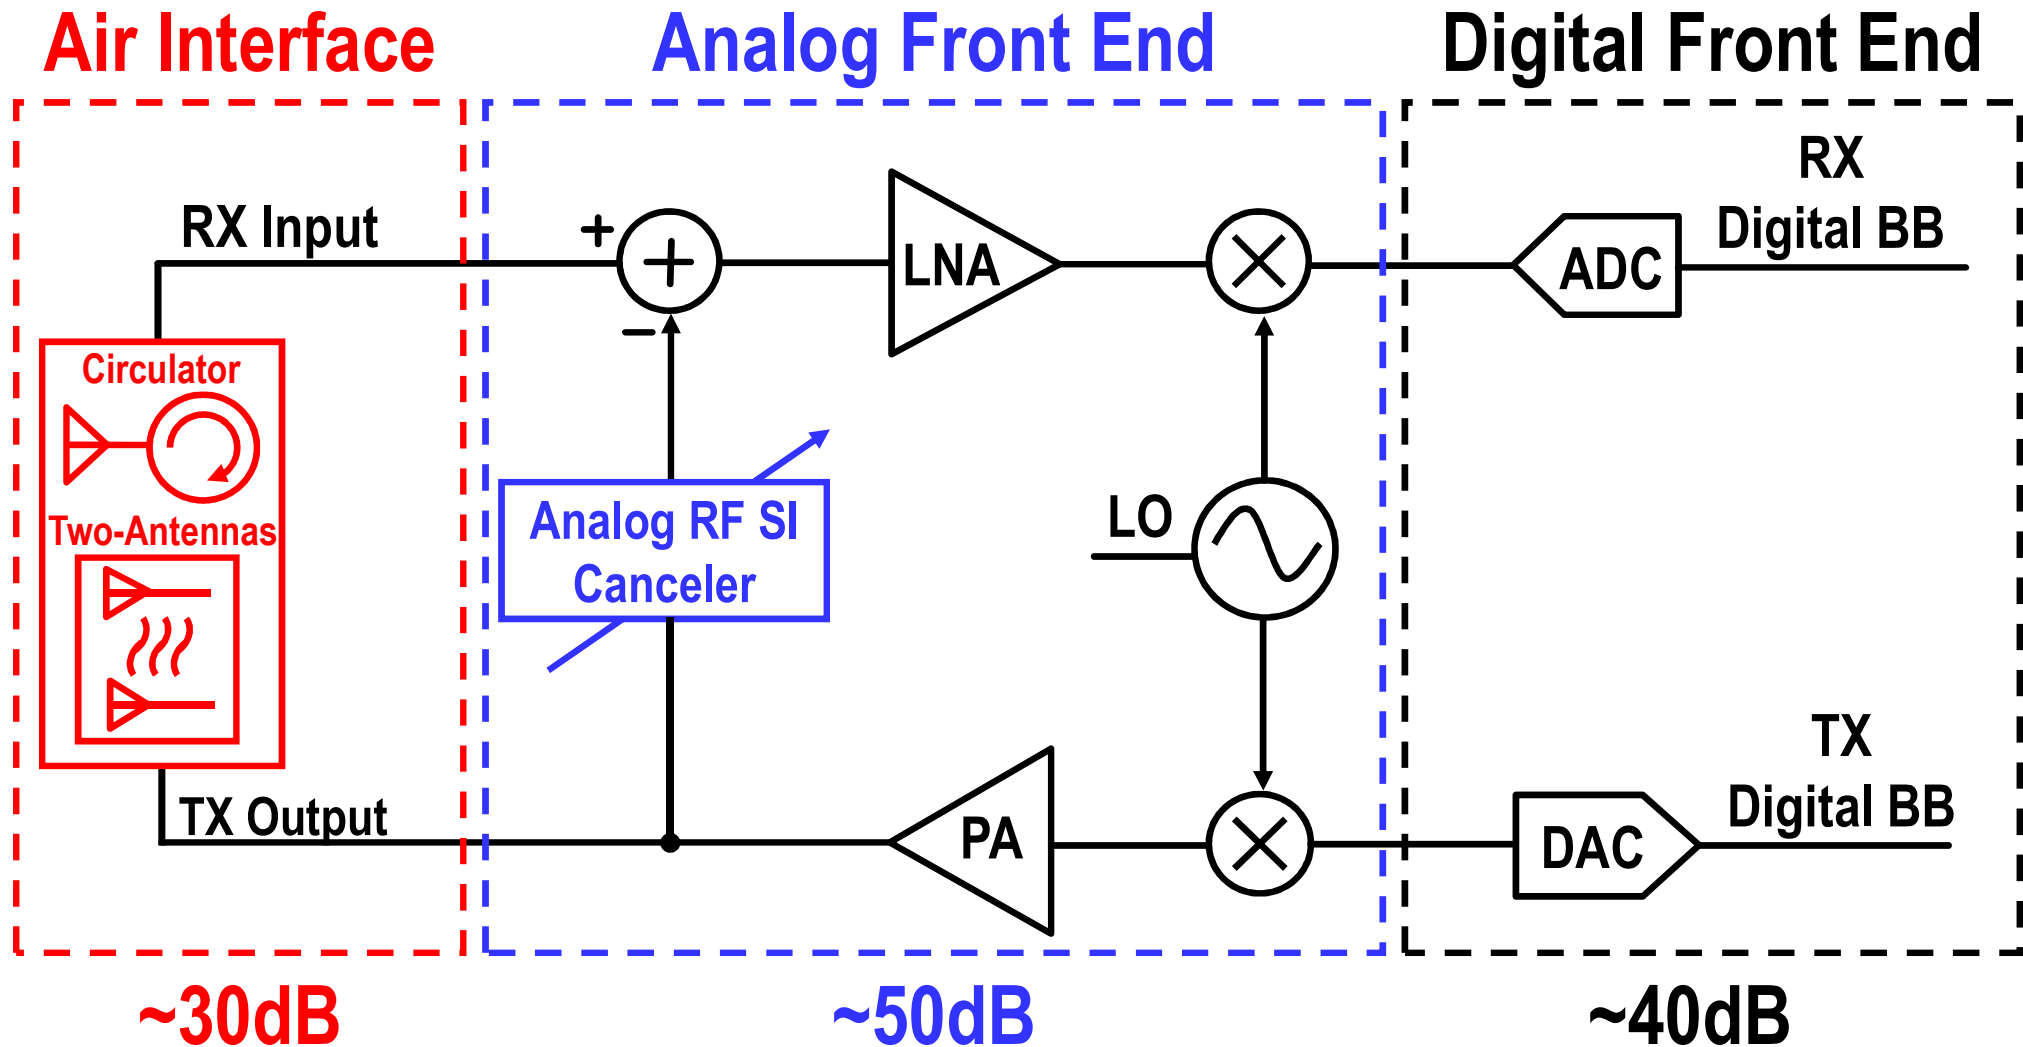 Air Interface
Analog Front End
Digital Front End
RX
Digital BB
RX Input
+
−
LNA
ADC
Circulator
Two-Antennas
Analog RF SI
Canceler
LO
TX
Digital BB
TX Output
PA
DAC
~30dB
~50dB
~40dB